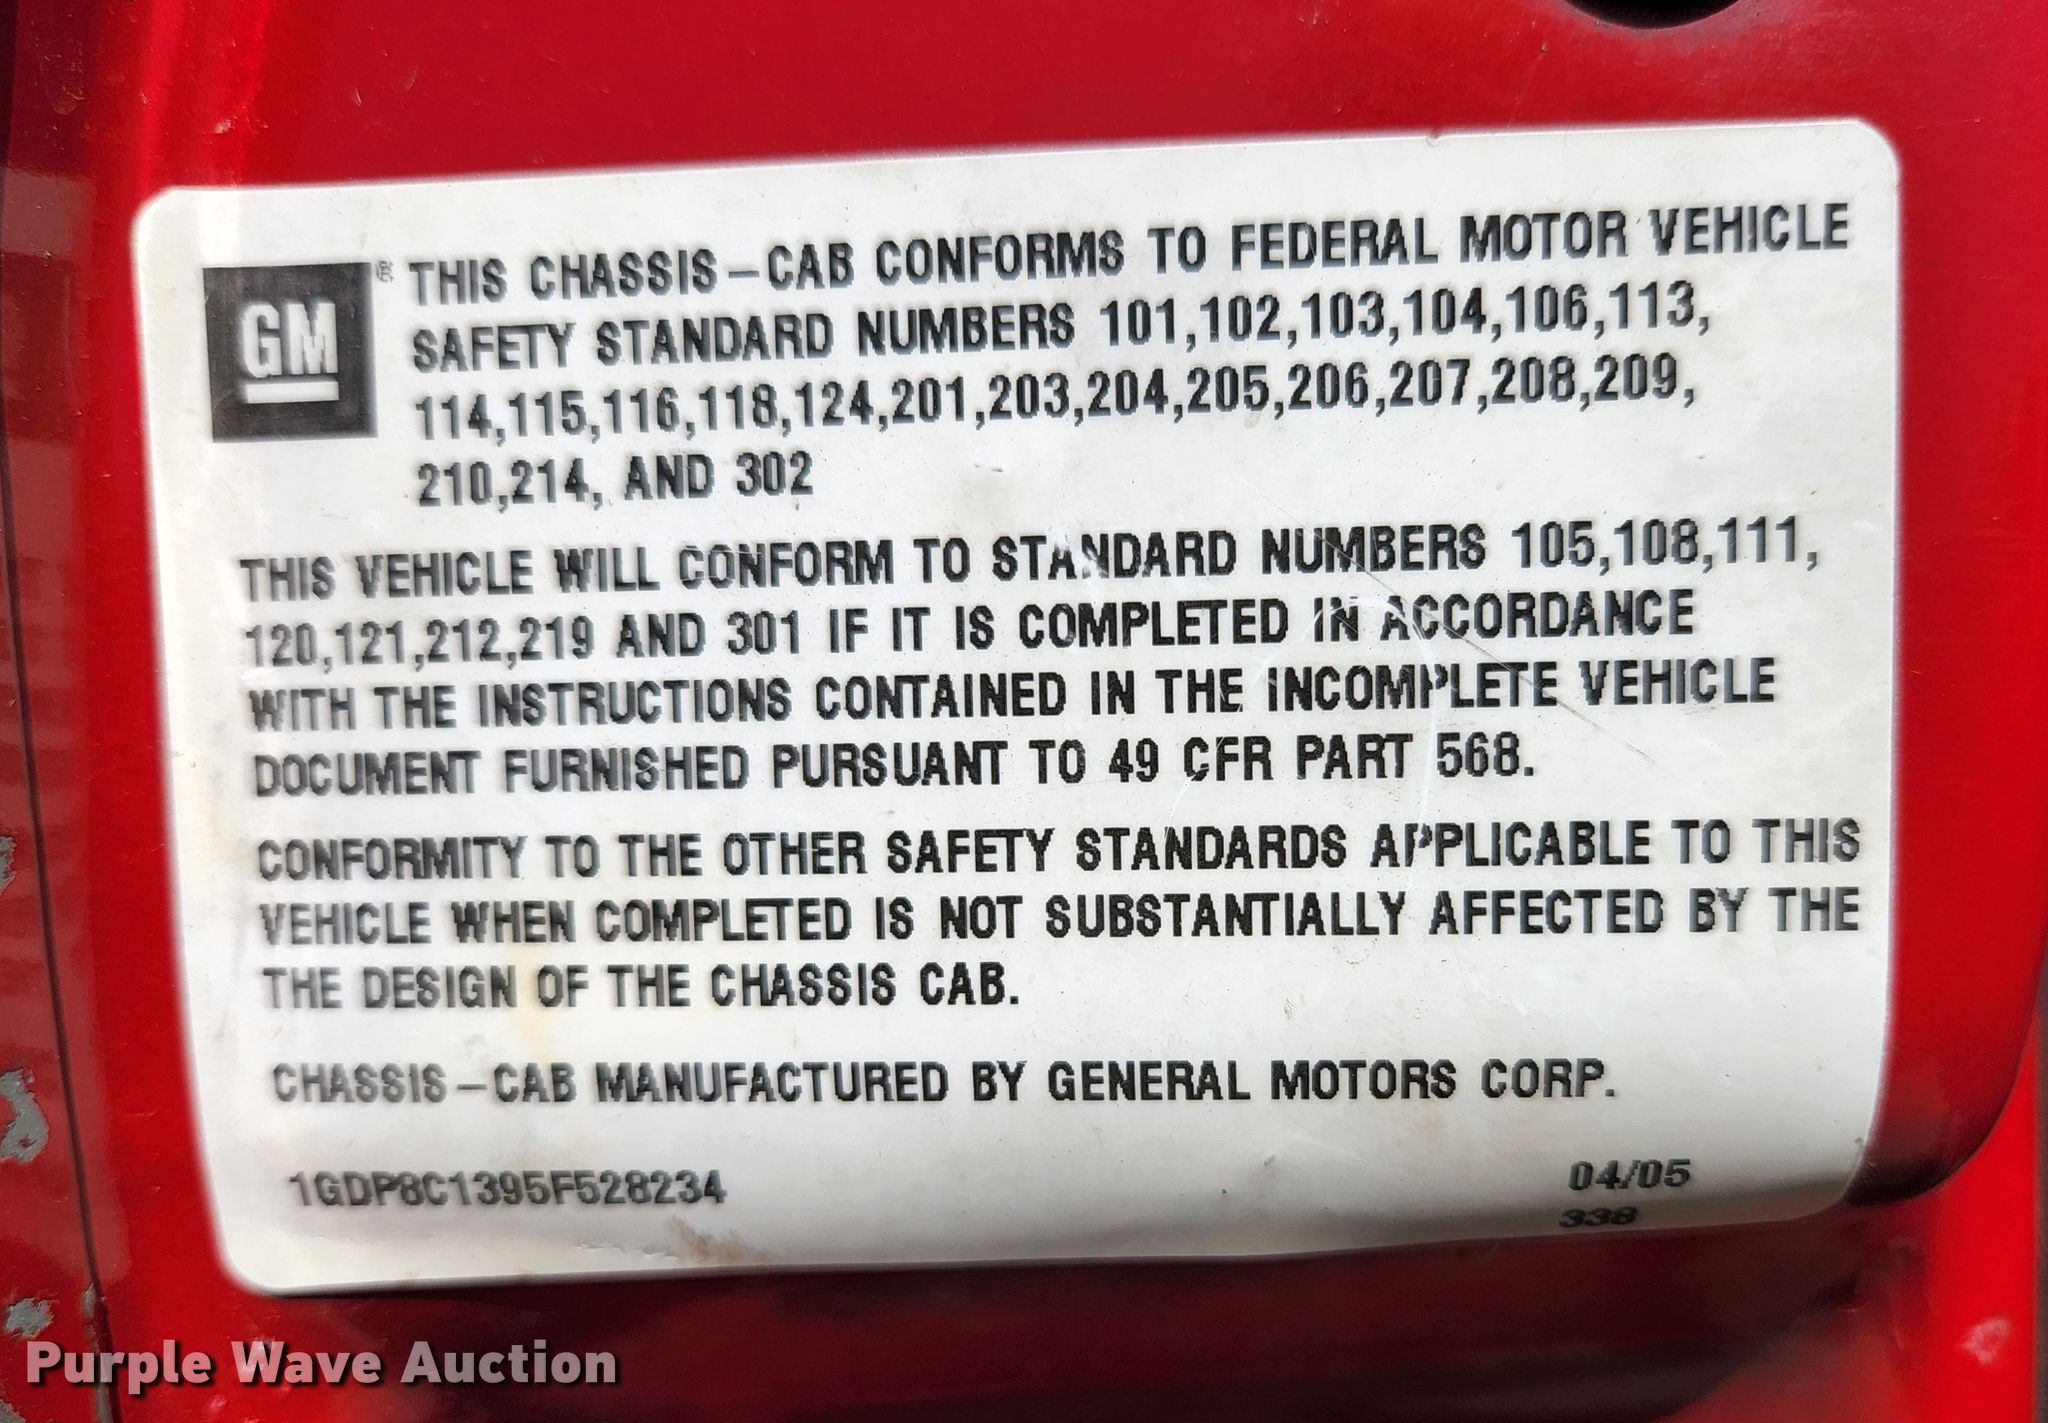 GM
® THIS CHASSIS-CAB CONFORMS TO FEDERAL MOTOR VEHICLE
SAFETY STANDARD NUMBERS 101,102,103,104,106,113,
114,115,116,118,124,201,203,204,205,206,207,208,209,
210,214, AND 302
THIS VEHICLE WILL CONFORM TO STANDARD NUMBERS 105,108,111,
120,121,212,219 AND 301 IF IT IS COMPLETED IN ACCORDANCE
WITH THE INSTRUCTIONS CONTAINED IN THE INCOMPLETE VEHICLE
DOCUMENT FURNISHED PURSUANT TO 49 CFR PART 568.
CONFORMITY TO THE OTHER SAFETY STANDARDS APPLICABLE TO THIS
VEHICLE WHEN COMPLETED IS NOT SUBSTANTIALLY AFFECTED BY THE
THE DESIGN OF THE CHASSIS CAB.
CHASSIS-CAB MANUFACTURED BY GENERAL MOTORS CORP.
1GDP8C1395F528234 04/05
338
Purple Wave Auction